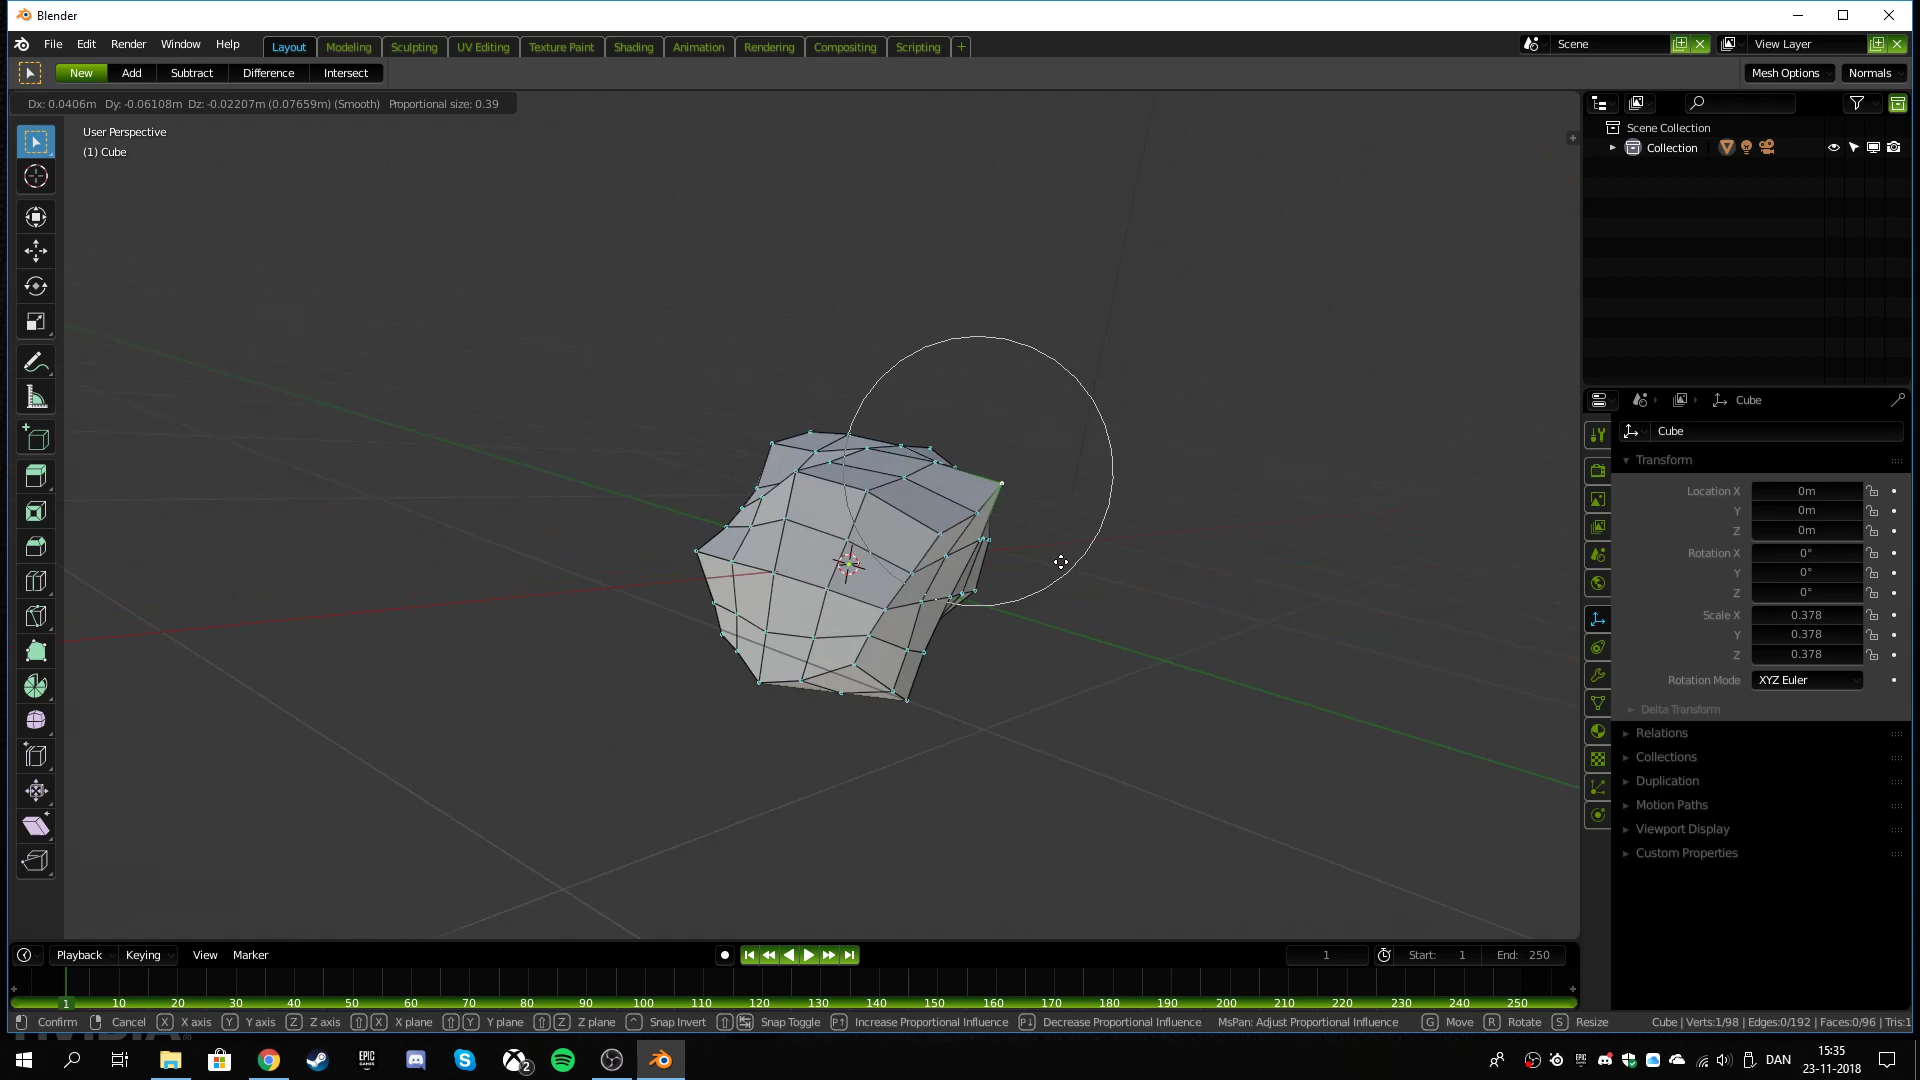 Blender
File Edit Render Window Help Layout Modeling Sculpting UV Editing Texture Paint Shading Animation Rendering Compositing Scripting + Scene View Layer
New Add Subtract Difference Intersect Mesh Options Normals
Dx: 0.0406m Dy: -0.06108m Dz: -0.02207m (0.07659m) (Smooth) Proportional size: 0.39
User Perspective
(1) Cube
Scene Collection
Collection
Cube
Cube
Transform
Location X 0m
Y 0m
Z 0m
Rotation X 0°
Y 0°
Z 0°
Scale X 0.378
Y 0.378
Z 0.378
Rotation Mode XYZ Euler
Delta Transform
Relations
Collections
Duplication
Motion Paths
Viewport Display
Custom Properties
Playback Keying View Marker 1 Start: 1 End: 250
1 10 20 30 40 50 60 70 80 90 100 110 120 130 140 150 160 170 180 190 200 210 220 230 240 250
Confirm Cancel X X axis Y Y axis Z Z axis X X plane Y Y plane Z Z plane ^ Snap Invert Snap Toggle P↑ Increase Proportional Influence P↓ Decrease Proportional Influence MsPan: Adjust Proportional Influence G Move R Rotate S Resize Cube | Verts:1/98 | Edges:0/192 | Faces:0/96 | Tris:1
EPIC GAMES 2 DAN 15:35
23-11-2018